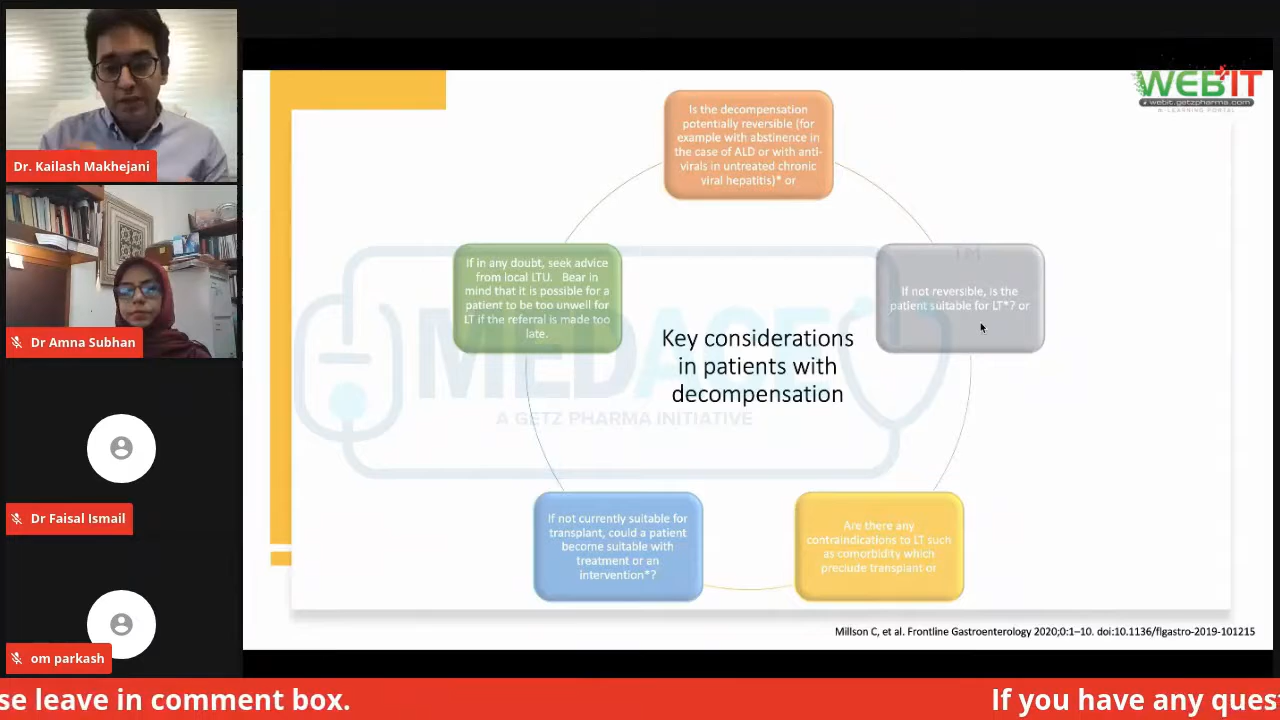 Dr. Kailash Makhejani
Dr Amna Subhan
Dr Faisal Ismail
om parkash
WEBIT
webit.getzpharma.com
Is the decompensation
potentially reversible (for
example with abstinence in
the case of ALD or with anti-
virals in untreated chronic
viral hepatitis)* or
TM
If not reversible, is the
patient suitable for LT*? or
Are there any
contraindications to LT such
as comorbidity which
preclude transplant or
If not currently suitable for
transplant, could a patient
become suitable with
treatment or an
intervention*?
If in any doubt, seek advice
from local LTU. Bear in
mind that it is possible for a
patient to be too unwell for
LT if the referral is made too
late.
Key considerations
in patients with
decompensation
MEDACE
A GETZ PHARMA INITIATIVE
Millson C, et al. Frontline Gastroenterology 2020;0:1–10. doi:10.1136/flgastro-2019-101215
se leave in comment box.
If you have any quest